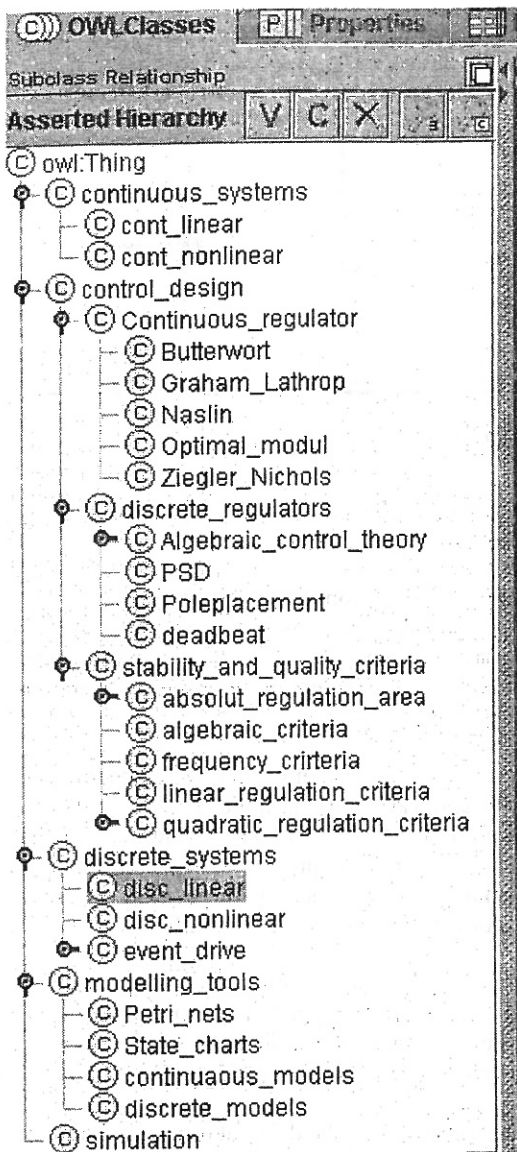 OWLClasses Properties
Subclass Relationship
Asserted Hierarchy V C X
owl:Thing
continuous_systems
cont_linear
cont_nonlinear
control_design
Continuous_regulator
Butterwort
Graham_Lathrop
Naslin
Optimal_modul
Ziegler_Nichols
discrete_regulators
Algebraic_control_theory
PSD
Poleplacement
deadbeat
stability_and_quality_criteria
absolut_regulation_area
algebraic_criteria
frequency_crirteria
linear_regulation_criteria
quadratic_regulation_criteria
discrete_systems
disc_linear
disc_nonlinear
event_drive
modelling_tools
Petri_nets
State_charts
continuaous_models
discrete_models
simulation